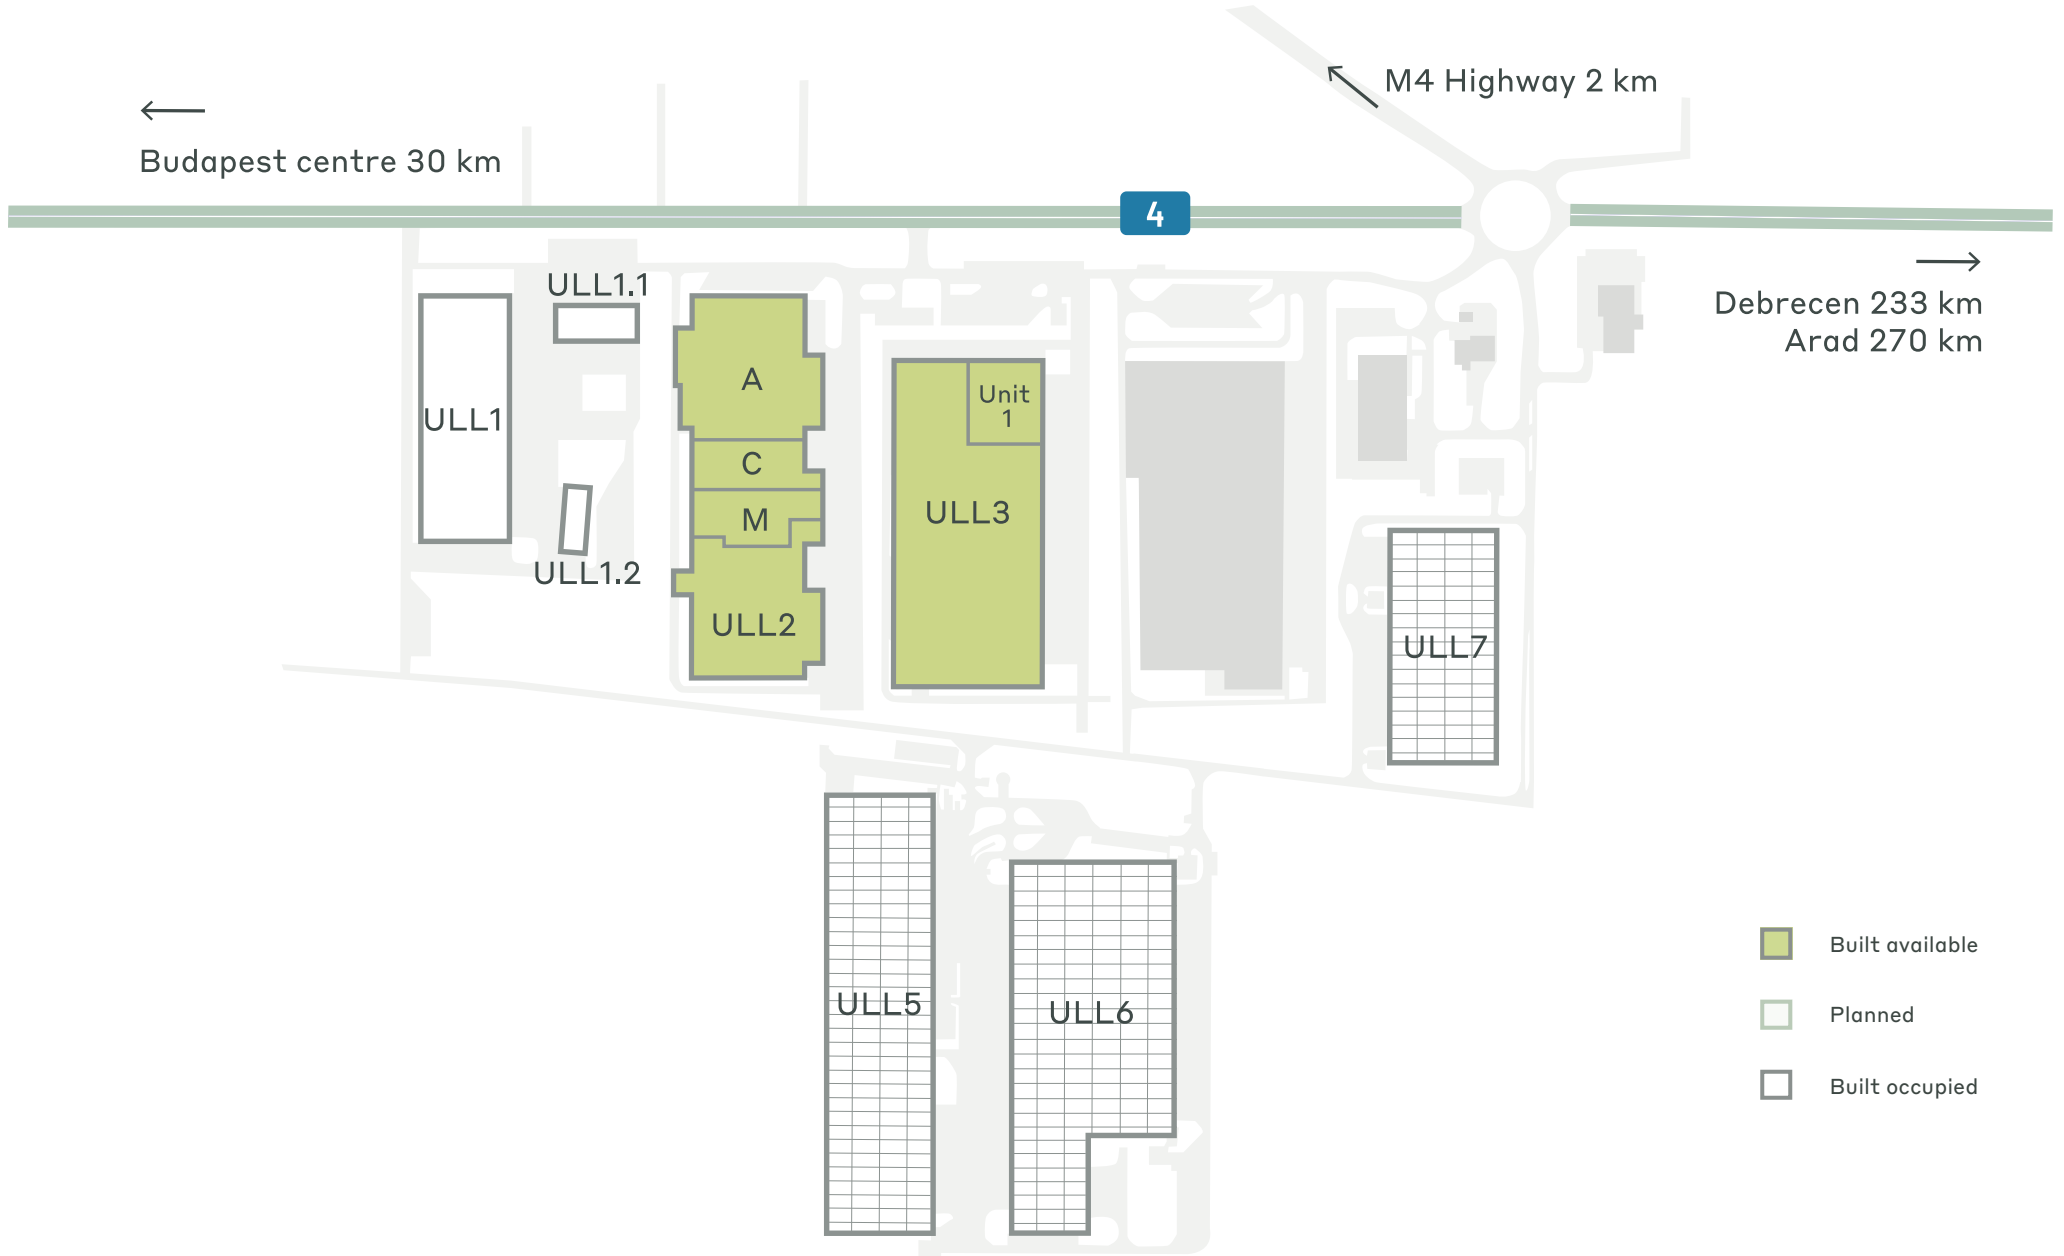 M4 Highway 2 km
Budapest centre 30 km
4
Debrecen 233 km
Arad 270 km
ULL1.1
ULL1
ULL1.2
A
C
M
ULL2
Unit
1
ULL3
ULL7
ULL5
ULL6
Built available
Planned
Built occupied